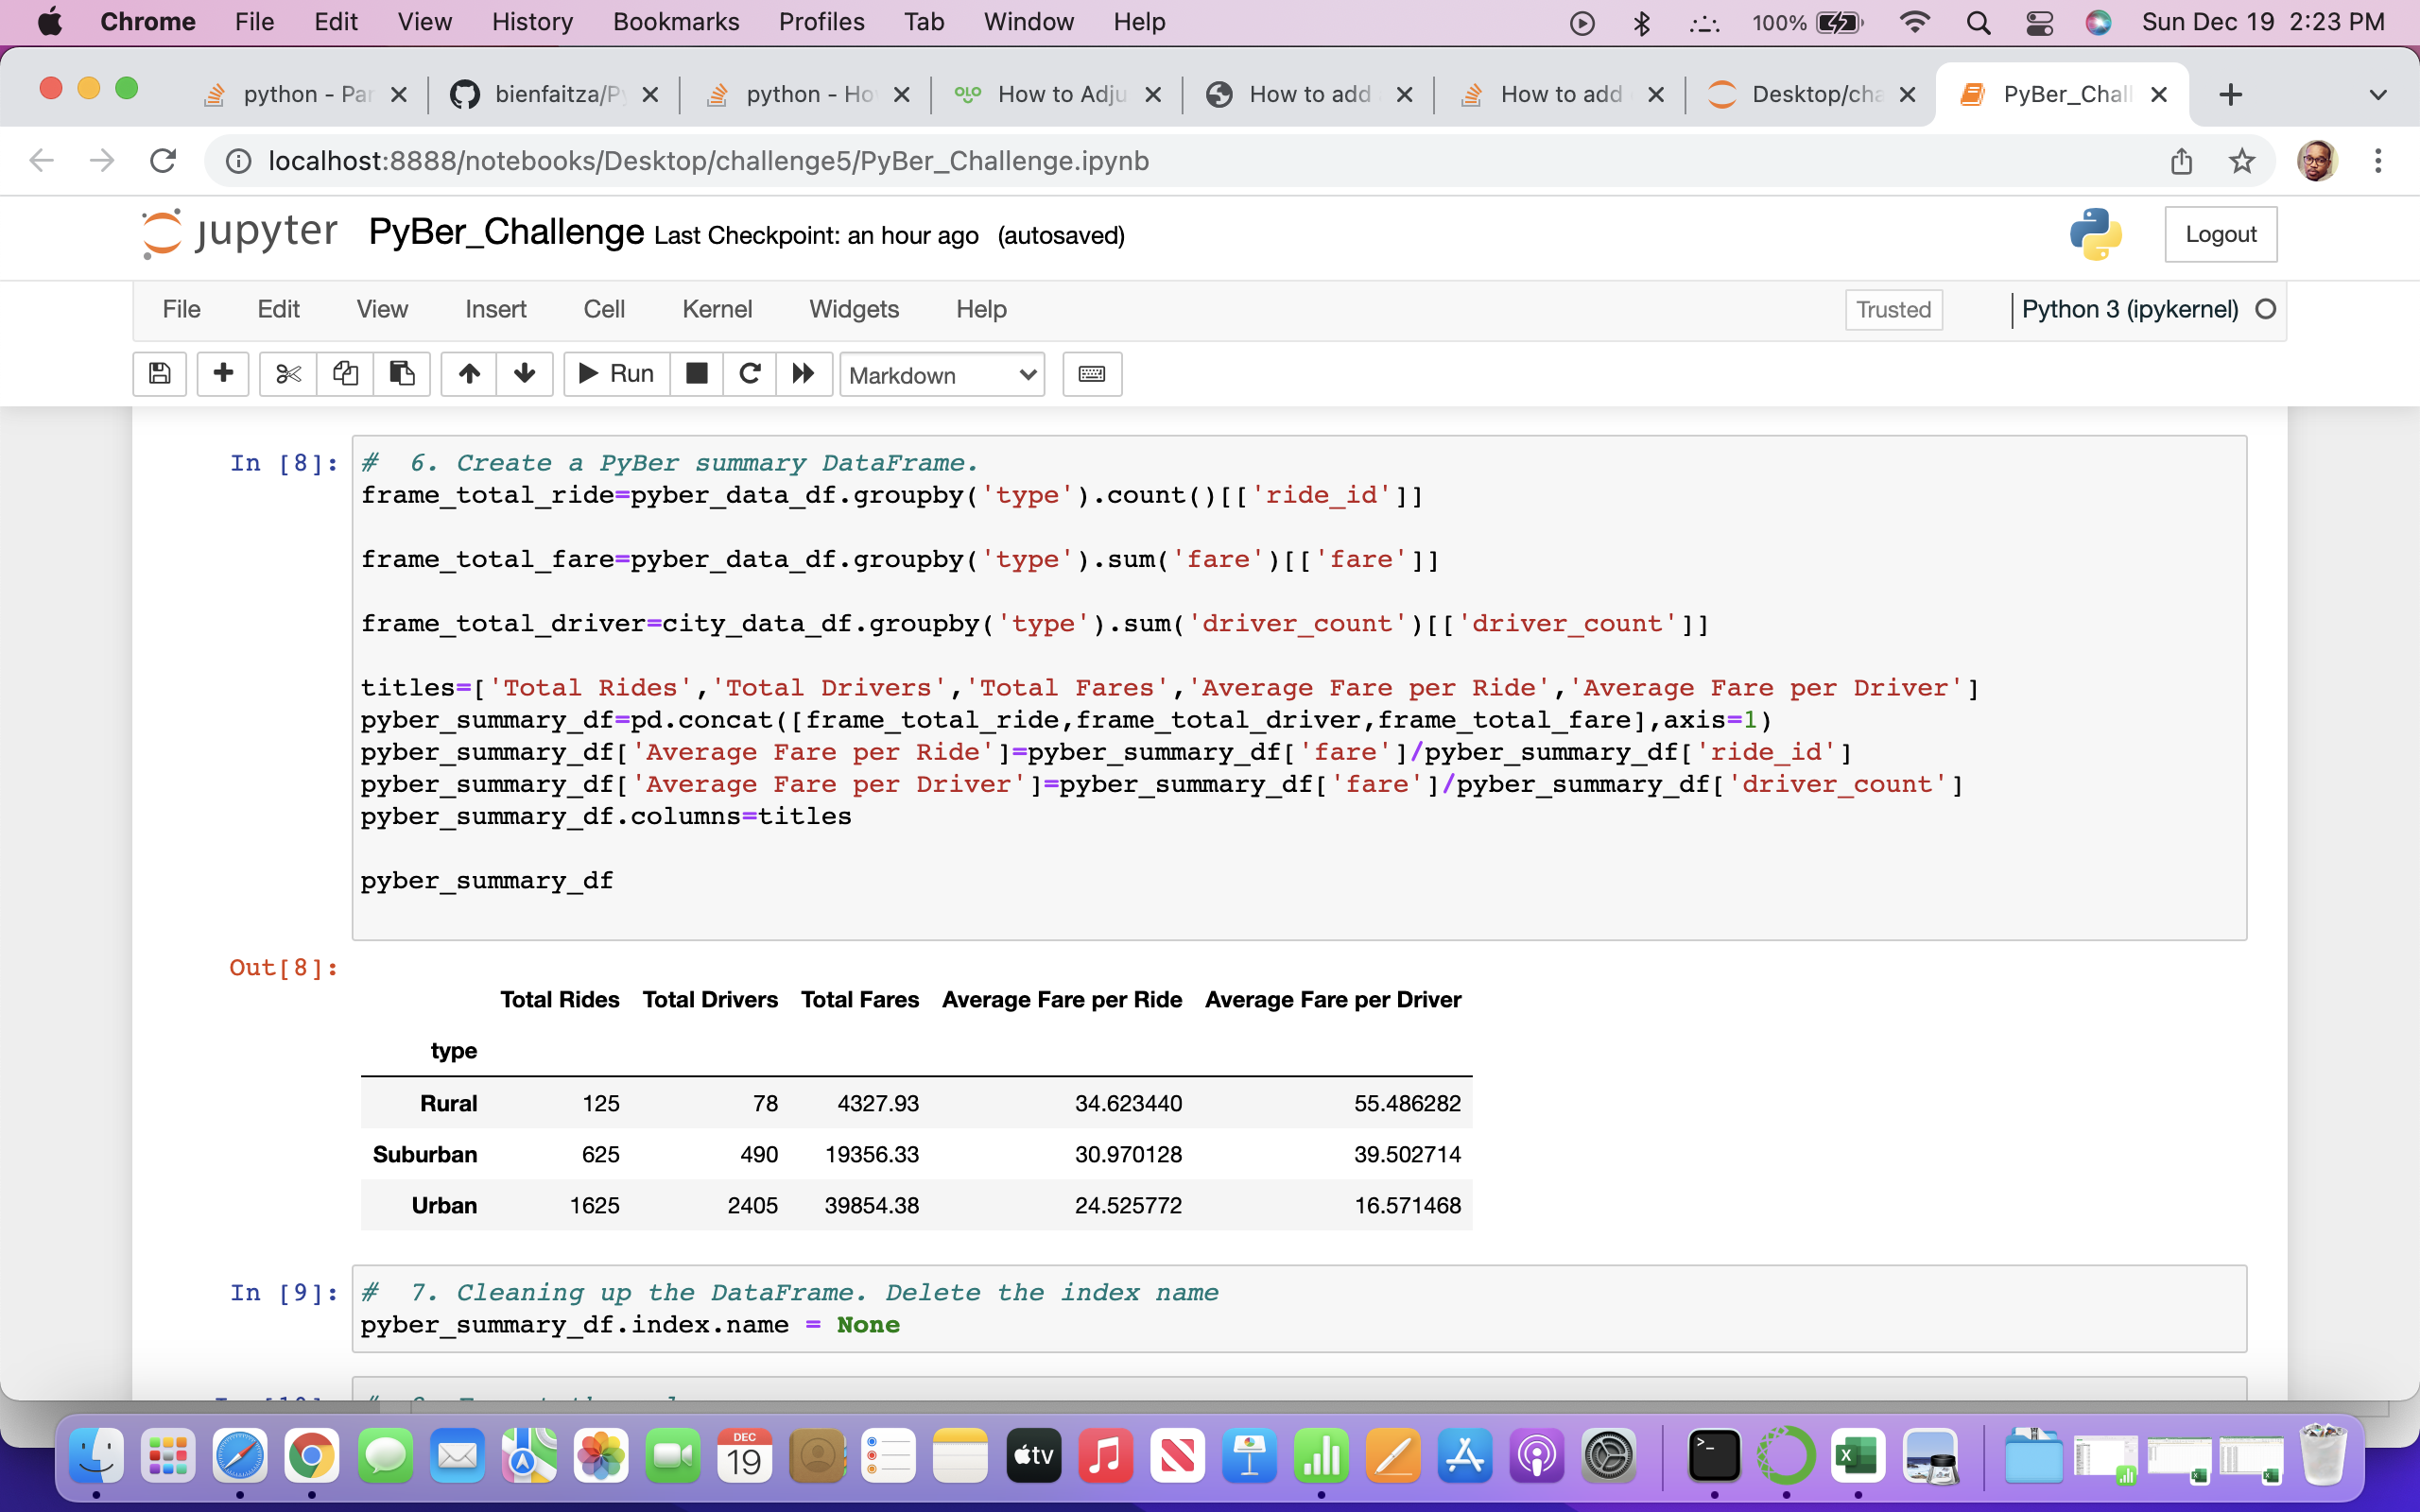 Chrome File Edit View History Bookmarks Profiles Tab Window Help 100% Sun Dec 19 2:23 PM
python - Par bienfaitza/Py python - Ho How to Adju How to add How to add Desktop/cha PyBer_Chall
localhost:8888/notebooks/Desktop/challenge5/PyBer_Challenge.ipynb
jupyter PyBer_Challenge Last Checkpoint: an hour ago (autosaved) Logout
File Edit View Insert Cell Kernel Widgets Help Trusted Python 3 (ipykernel)
Run Markdown
In [8]: # 6. Create a PyBer summary DataFrame.
frame_total_ride=pyber_data_df.groupby('type').count()[['ride_id']]
frame_total_fare=pyber_data_df.groupby('type').sum('fare')[['fare']]
frame_total_driver=city_data_df.groupby('type').sum('driver_count')[['driver_count']]
titles=['Total Rides','Total Drivers','Total Fares','Average Fare per Ride','Average Fare per Driver']
pyber_summary_df=pd.concat([frame_total_ride,frame_total_driver,frame_total_fare],axis=1)
pyber_summary_df['Average Fare per Ride']=pyber_summary_df['fare']/pyber_summary_df['ride_id']
pyber_summary_df['Average Fare per Driver']=pyber_summary_df['fare']/pyber_summary_df['driver_count']
pyber_summary_df.columns=titles
pyber_summary_df
Out[8]:
Total Rides Total Drivers Total Fares Average Fare per Ride Average Fare per Driver
type
Rural 125 78 4327.93 34.623440 55.486282
Suburban 625 490 19356.33 30.970128 39.502714
Urban 1625 2405 39854.38 24.525772 16.571468
In [9]: # 7. Cleaning up the DataFrame. Delete the index name
pyber_summary_df.index.name = None
DEC
19
tv